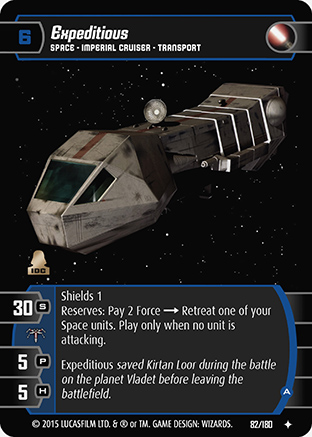 6
Expeditious
SPACE • IMPERIAL CRUISER • TRANSPORT
IDC
30 S
Shields 1
Reserves: Pay 2 Force → Retreat one of your
Space units. Play only when no unit is
attacking.
5 P
5 H
Expeditious saved Kirtan Loor during the battle
on the planet Vladet before leaving the
battlefield.
A
© 2015 LUCASFILM LTD. & ® or TM. GAME DESIGN: WIZARDS. 82/180